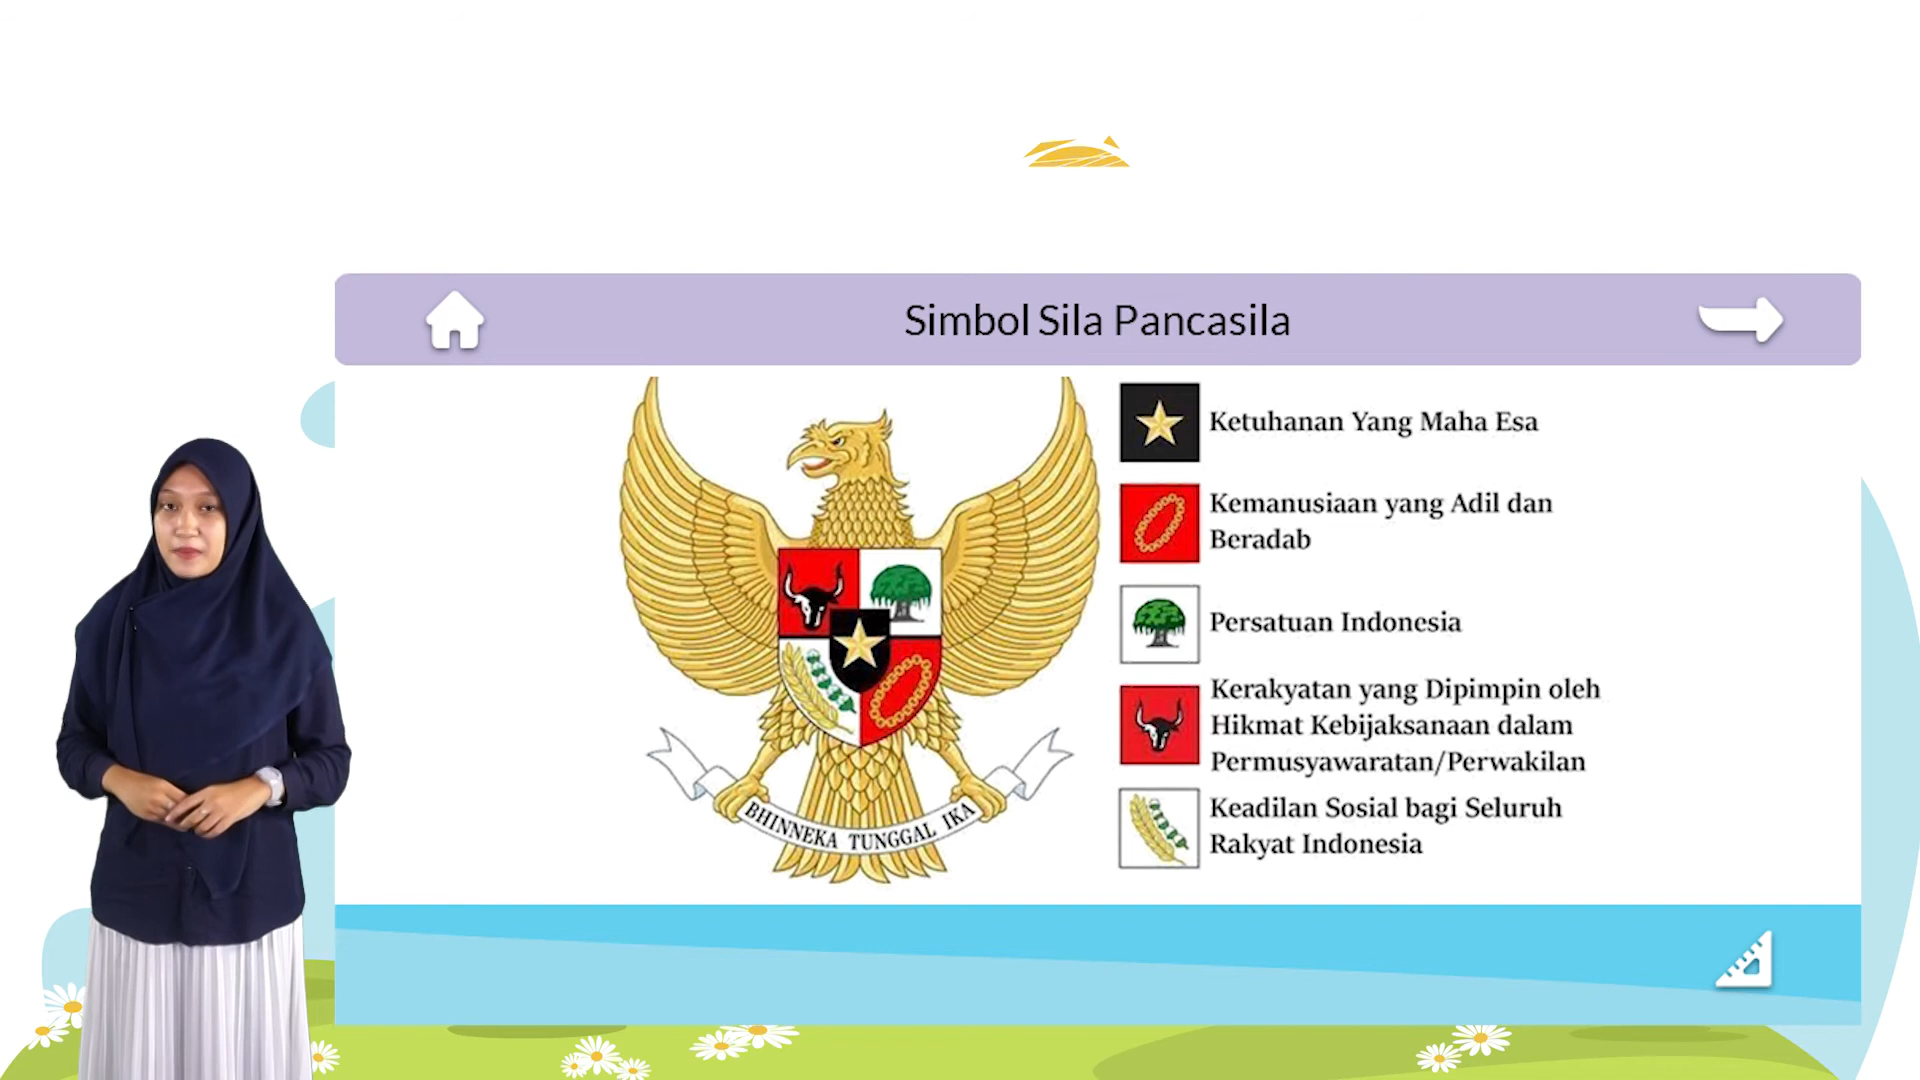 Simbol Sila Pancasila
Ketuhanan Yang Maha Esa
Kemanusiaan yang Adil dan
Beradab
Persatuan Indonesia
Kerakyatan yang Dipimpin oleh
Hikmat Kebijaksanaan dalam
Permusyawaratan/Perwakilan
Keadilan Sosial bagi Seluruh
Rakyat Indonesia
BHINNEKA TUNGGAL IKA